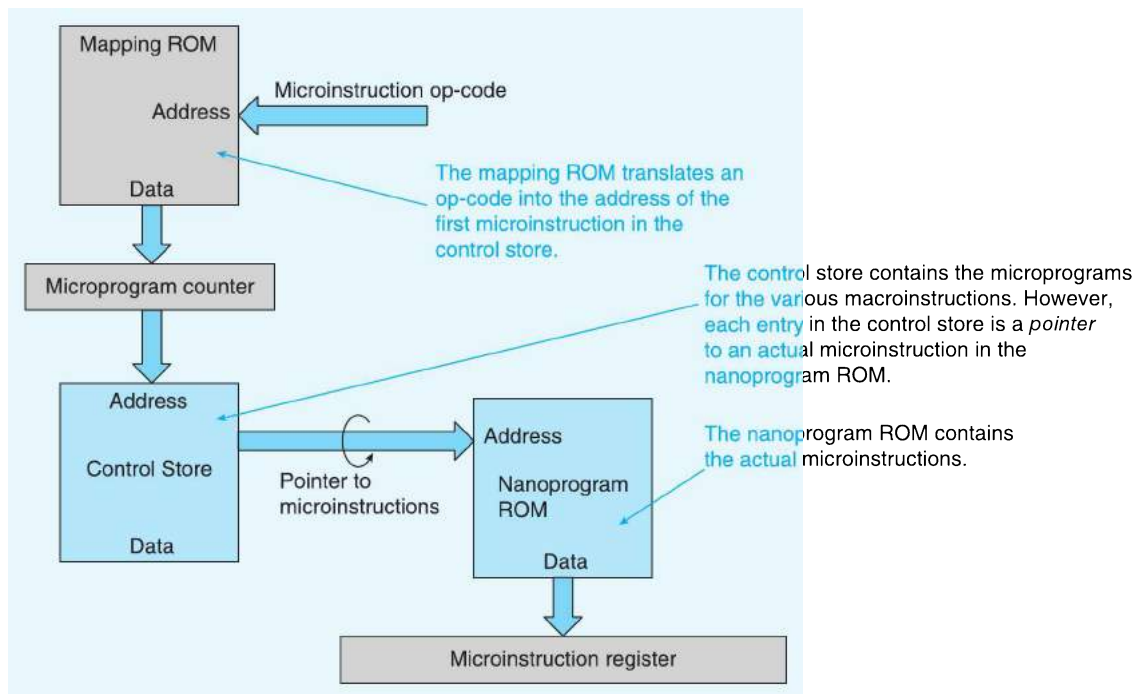 Mapping ROM
Microinstruction op-code
Address
The mapping ROM translates an
op-code into the address of the
first microinstruction in the
control store.
Data
Microprogram counter
The control store contains the microprograms
for the various macroinstructions. However,
each entry in the control store is a pointer
to an actual microinstruction in the
nanoprogram ROM.
Address
Control Store
Data
Pointer to
microinstructions
The nanoprogram ROM contains
the actual microinstructions.
Address
Nanoprogram
ROM
Data
Microinstruction register